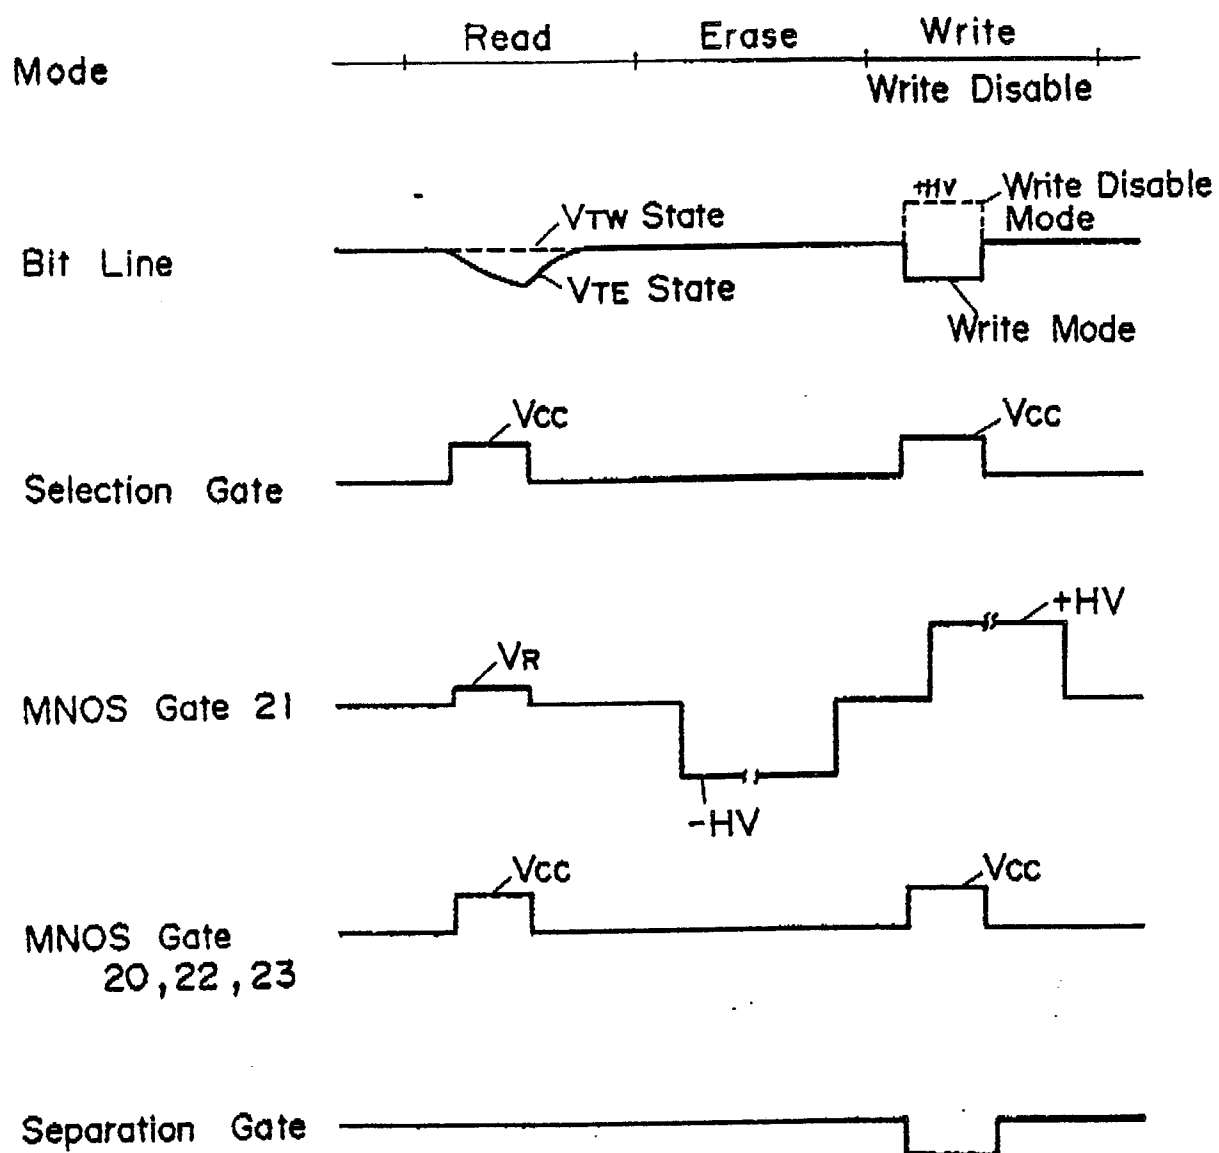 Mode
Read
Erase
Write
Write Disable
Bit Line
VTW State
VTE State
+HV
Write Disable
Mode
Write Mode
Selection Gate
Vcc
Vcc
MNOS Gate 21
VR
-HV
+HV
MNOS Gate
20, 22, 23
Vcc
Vcc
Separation Gate